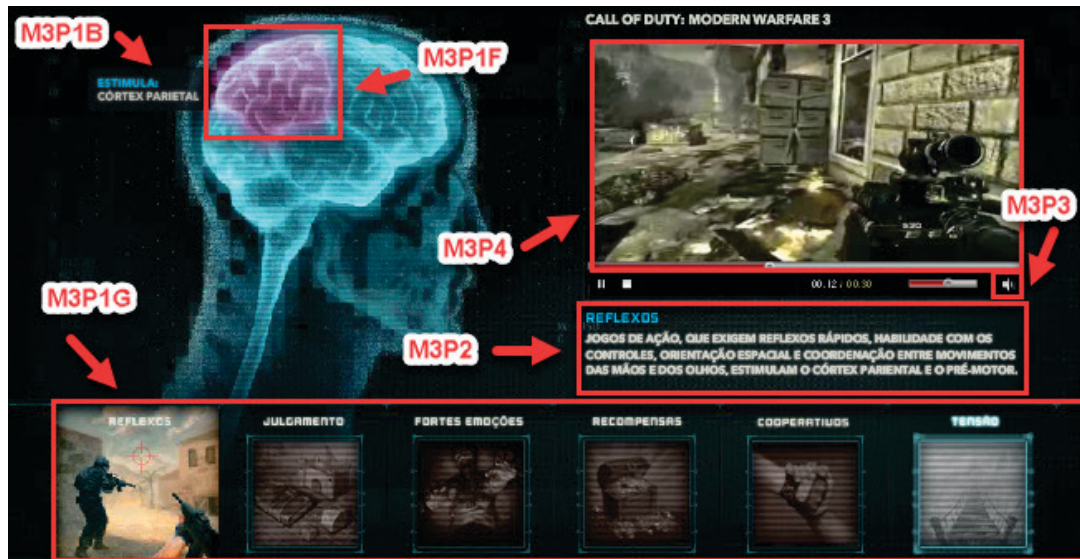 M3P1B
ESTIMULA:
CÓRTEX PARIETAL
M3P1F
CALL OF DUTY: MODERN WARFARE 3
M3P4
M3P3
00.12 / 00.30
M3P1G
M3P2
REFLEXOS
JOGOS DE AÇÃO, QUE EXIGEM REFLEXOS RÁPIDOS, HABILIDADE COM OS
CONTROLES, ORIENTAÇÃO ESPACIAL E COORDENAÇÃO ENTRE MOVIMENTOS
DAS MÃOS E DOS OLHOS, ESTIMULAM O CÓRTEX PARIENTAL E O PRÉ-MOTOR.
REFLEXOS
JULGAMENTO
FORTES EMOÇÕES
RECOMPENSAS
COOPERATIVOS
TENSÃO